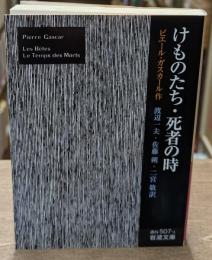 けものたち・死者の時
ピエール・ガスカール作
渡辺一夫・佐藤朔・二宮敬訳
Pierre Gascar
Les Bêtes
Le Temps des Morts
赤N507-1
岩波文庫